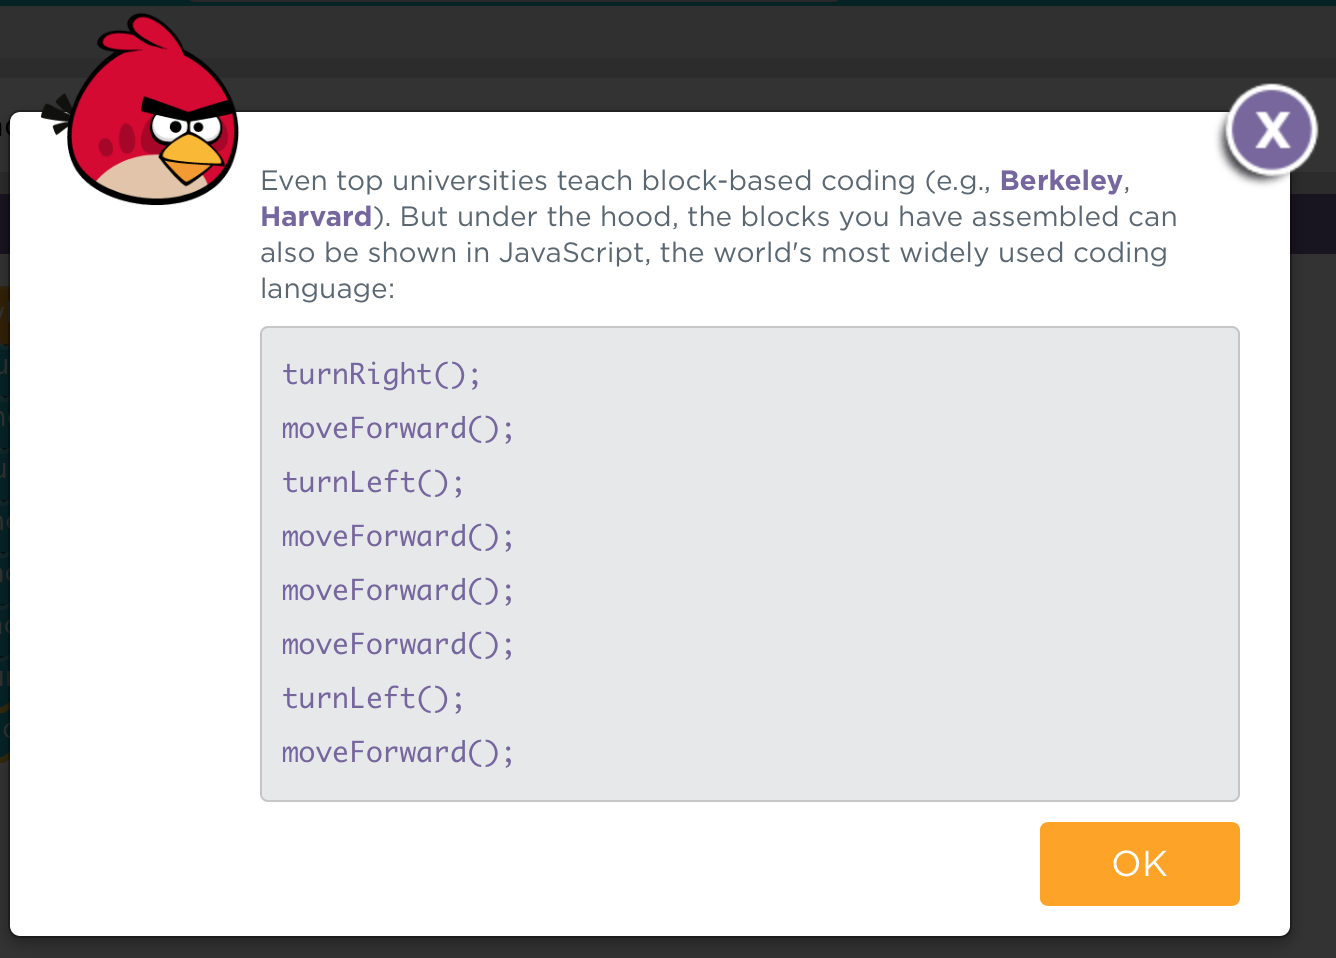 X
Even top universities teach block-based coding (e.g., Berkeley,
Harvard). But under the hood, the blocks you have assembled can
also be shown in JavaScript, the world's most widely used coding
language:
turnRight();
moveForward();
turnLeft();
moveForward();
moveForward();
moveForward();
turnLeft();
moveForward();
OK